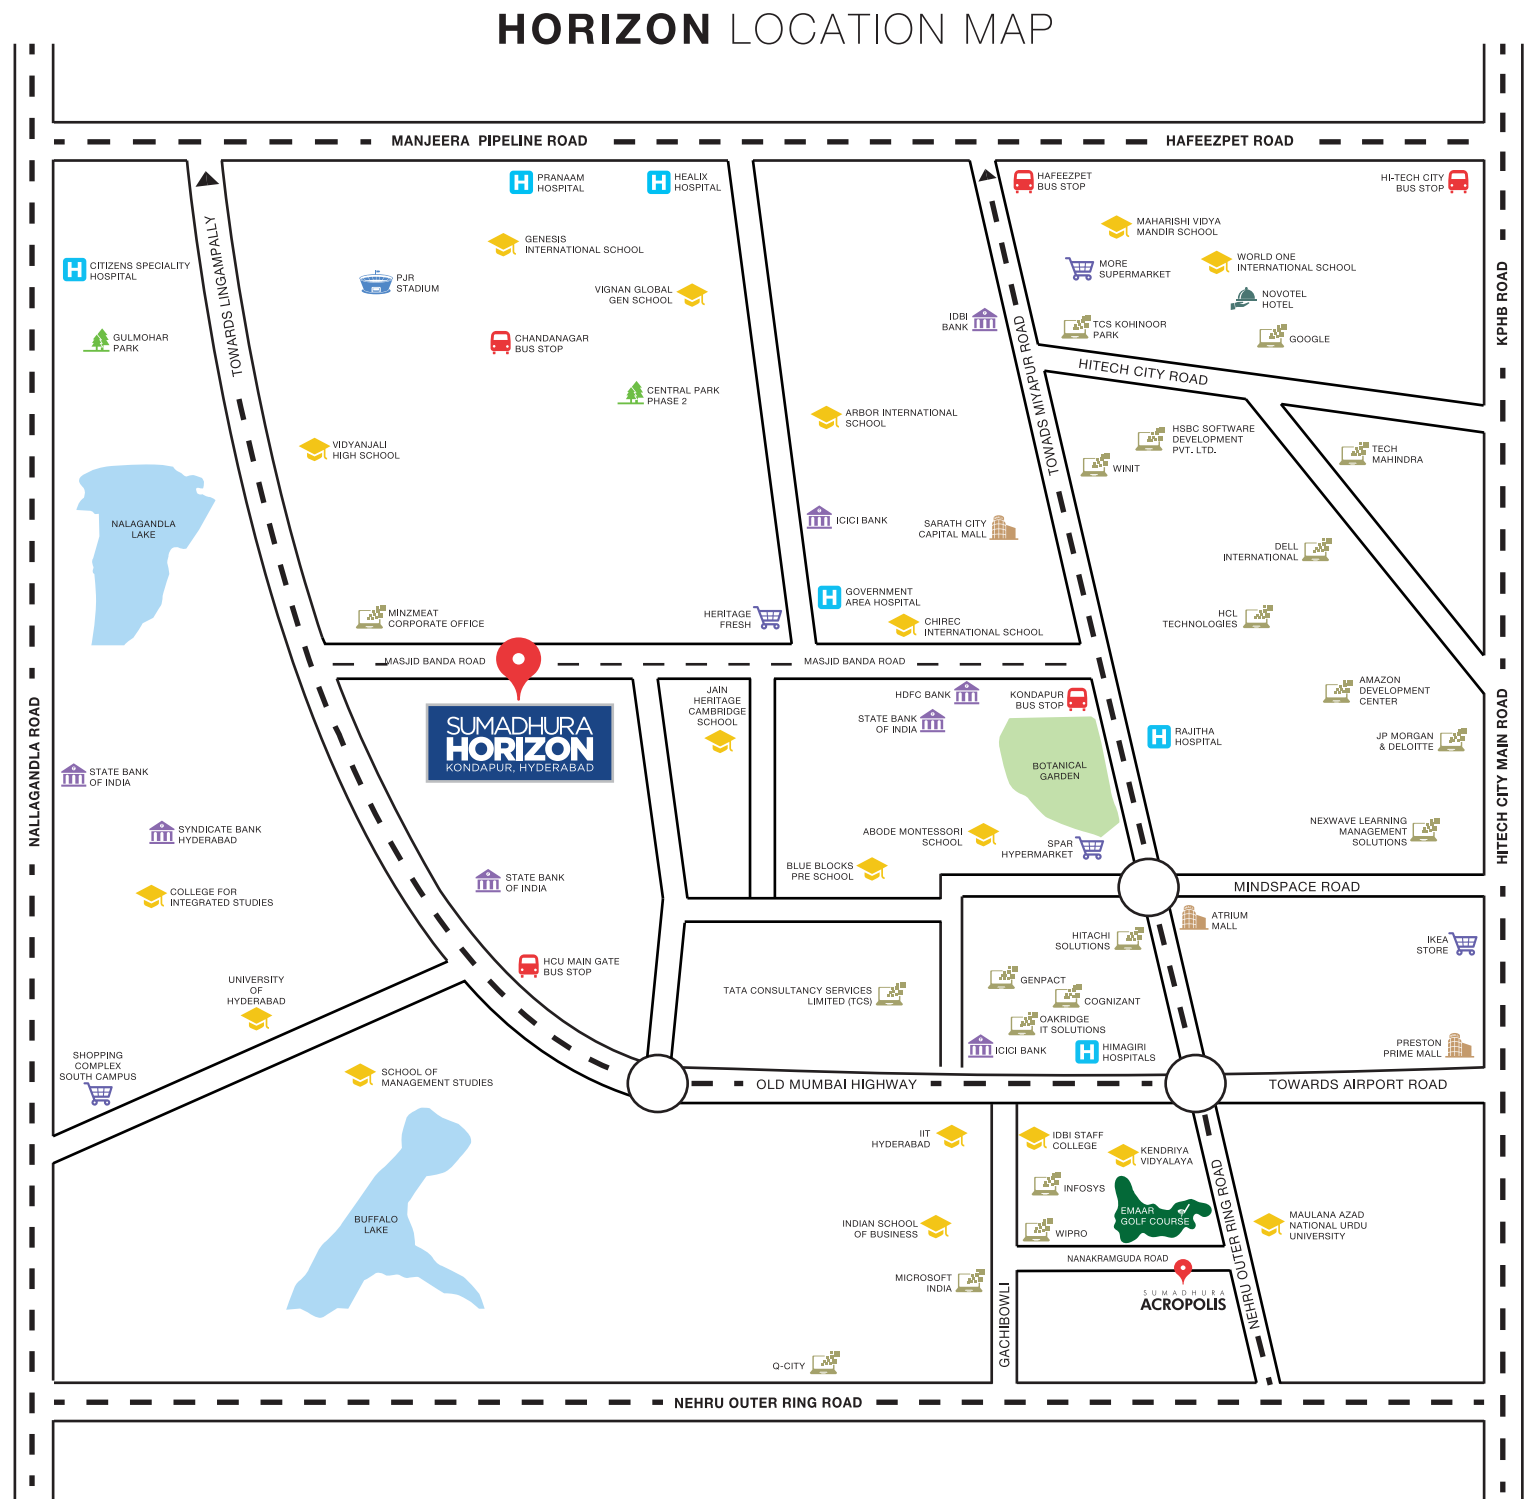 HORIZON LOCATION MAP
MANJEERA PIPELINE ROAD
HAFEEZPET ROAD
PRANAAM
HOSPITAL
HEALIX
HOSPITAL
HAFEEZPET
BUS STOP
HI-TECH CITY
BUS STOP
TOWARDS LINGAMPALLY
CITIZENS SPECIALITY
HOSPITAL
GENESIS
INTERNATIONAL SCHOOL
PJR
STADIUM
VIGNAN GLOBAL
GEN SCHOOL
MAHARISHI VIDYA
MANDIR SCHOOL
MORE
SUPERMARKET
WORLD ONE
INTERNATIONAL SCHOOL
NOVOTEL
HOTEL
KPHB ROAD
GULMOHAR
PARK
CHANDANAGAR
BUS STOP
IDBI
BANK
TCS KOHINOOR
PARK
GOOGLE
TOWADS MIYAPUR ROAD
HITECH CITY ROAD
CENTRAL PARK
PHASE 2
ARBOR INTERNATIONAL
SCHOOL
VIDYANJALI
HIGH SCHOOL
HSBC SOFTWARE
DEVELOPMENT
PVT. LTD.
WINIT
TECH
MAHINDRA
NALAGANDLA
LAKE
ICICI BANK
SARATH CITY
CAPITAL MALL
DELL
INTERNATIONAL
MINZMEAT
CORPORATE OFFICE
HERITAGE
FRESH
GOVERNMENT
AREA HOSPITAL
CHIREC
INTERNATIONAL SCHOOL
HCL
TECHNOLOGIES
MASJID BANDA ROAD
MASJID BANDA ROAD
SUMADHURA
HORIZON
KONDAPUR, HYDERABAD
JAIN
HERITAGE
CAMBRIDGE
SCHOOL
HDFC BANK
STATE BANK
OF INDIA
KONDAPUR
BUS STOP
RAJITHA
HOSPITAL
AMAZON
DEVELOPMENT
CENTER
JP MORGAN
& DELOITTE
NALLAGANDLA ROAD
HITECH CITY MAIN ROAD
BOTANICAL
GARDEN
STATE BANK
OF INDIA
SYNDICATE BANK
HYDERABAD
ABODE MONTESSORI
SCHOOL
SPAR
HYPERMARKET
NEXWAVE LEARNING
MANAGEMENT
SOLUTIONS
BLUE BLOCKS
PRE SCHOOL
COLLEGE FOR
INTEGRATED STUDIES
STATE BANK
OF INDIA
MINDSPACE ROAD
ATRIUM
MALL
HITACHI
SOLUTIONS
IKEA
STORE
HCU MAIN GATE
BUS STOP
UNIVERSITY
OF
HYDERABAD
TATA CONSULTANCY SERVICES
LIMITED (TCS)
GENPACT
COGNIZANT
OAKRIDGE
IT SOLUTIONS
ICICI BANK
HIMAGIRI
HOSPITALS
PRESTON
PRIME MALL
SHOPPING
COMPLEX
SOUTH CAMPUS
SCHOOL OF
MANAGEMENT STUDIES
OLD MUMBAI HIGHWAY
TOWARDS AIRPORT ROAD
IIT
HYDERABAD
IDBI STAFF
COLLEGE
KENDRIYA
VIDYALAYA
INFOSYS
BUFFALO
LAKE
INDIAN SCHOOL
OF BUSINESS
EMAAR
GOLF COURSE
WIPRO
MAULANA AZAD
NATIONAL URDU
UNIVERSITY
NEHRU OUTER RING ROAD
NANAKRAMGUDA ROAD
MICROSOFT
INDIA
SUMADHURA
ACROPOLIS
GACHIBOWLI
Q-CITY
NEHRU OUTER RING ROAD